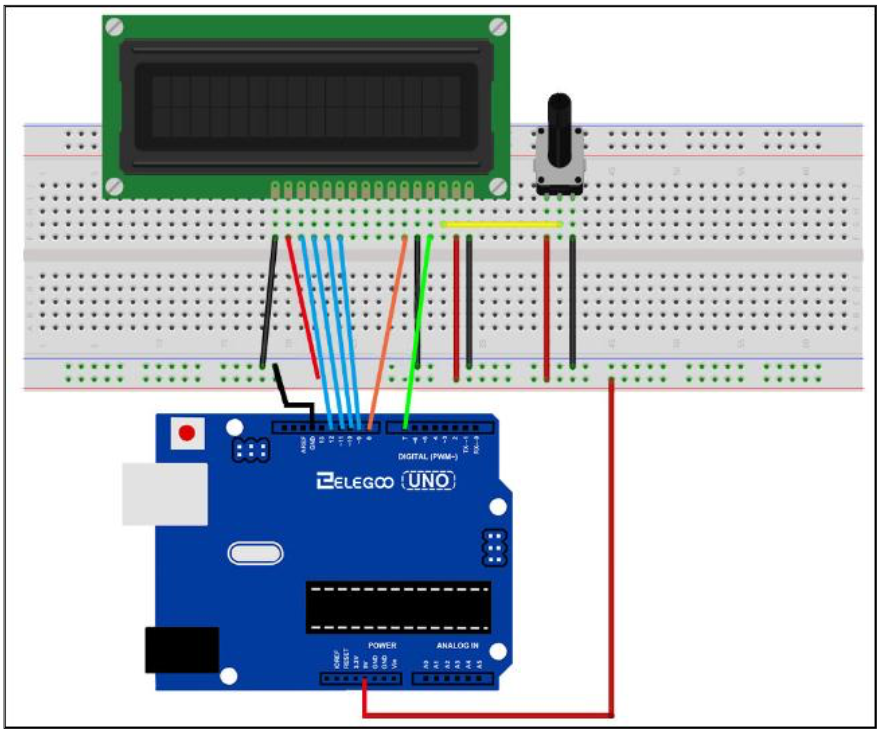 AREF
GND
13
12
~11
~10
~9
8
7
~6
~5
4
~3
2
TX→1
RX←0
DIGITAL (PWM~)
ELEGOO UNO
POWER
ANALOG IN
IOREF
RESET
3.3V
5V
GND
GND
Vin
A0
A1
A2
A3
A4
A5